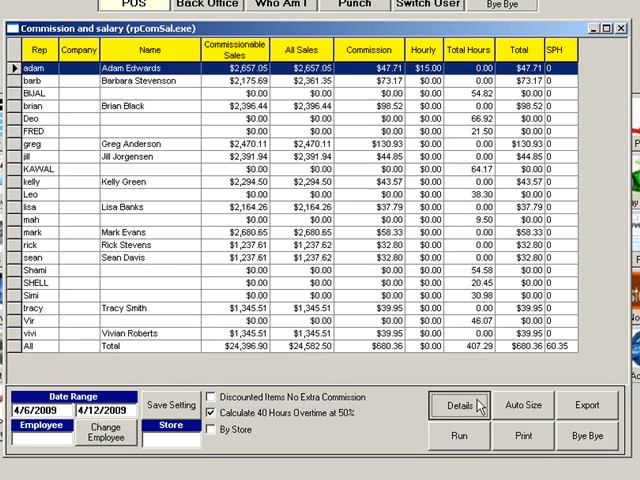 POS Back Office Who Am I Punch Switch User Bye Bye
Commission and salary (rpComSal.exe)
Rep Company Name Commissionable Sales All Sales Commission Hourly Total Hours Total SPH
adam Adam Edwards $2,657.05 $2,657.05 $47.71 $15.00 0.00 $47.71 0
barb Barbara Stevenson $2,175.69 $2,361.35 $73.17 $0.00 0.00 $73.17 0
BIJAL $0.00 $0.00 $0.00 $0.00 54.82 $0.00 0
brian Brian Black $2,396.44 $2,396.44 $98.52 $0.00 0.00 $98.52 0
Deo $0.00 $0.00 $0.00 $0.00 66.92 $0.00 0
FRED $0.00 $0.00 $0.00 $0.00 21.50 $0.00 0
greg Greg Anderson $2,470.11 $2,470.11 $130.93 $0.00 0.00 $130.93 0
jill Jill Jorgensen $2,391.94 $2,391.94 $44.85 $0.00 0.00 $44.85 0
KAWAL $0.00 $0.00 $0.00 $0.00 64.17 $0.00 0
kelly Kelly Green $2,294.50 $2,294.50 $43.57 $0.00 0.00 $43.57 0
Leo $0.00 $0.00 $0.00 $0.00 38.30 $0.00 0
lisa Lisa Banks $2,164.26 $2,164.26 $37.79 $0.00 0.00 $37.79 0
mah $0.00 $0.00 $0.00 $0.00 9.50 $0.00 0
mark Mark Evans $2,680.65 $2,680.65 $58.33 $0.00 0.00 $58.33 0
rick Rick Stevens $1,237.61 $1,237.62 $32.80 $0.00 0.00 $32.80 0
sean Sean Davis $1,237.61 $1,237.62 $32.80 $0.00 0.00 $32.80 0
Shami $0.00 $0.00 $0.00 $0.00 54.58 $0.00 0
SHELL $0.00 $0.00 $0.00 $0.00 20.45 $0.00 0
Simi $0.00 $0.00 $0.00 $0.00 30.98 $0.00 0
tracy Tracy Smith $1,345.51 $1,345.51 $39.95 $0.00 0.00 $39.95 0
Vir $0.00 $0.00 $0.00 $0.00 46.07 $0.00 0
vivi Vivian Roberts $1,345.51 $1,345.51 $39.95 $0.00 0.00 $39.95 0
All Total $24,396.90 $24,582.50 $680.36 $0.00 407.29 $680.36 60.35
Date Range
4/6/2009 4/12/2009
Save Setting
Employee
Change Employee
Store
Discounted Items No Extra Commission
Calculate 40 Hours Overtime at 50%
By Store
Details Auto Size Export
Run Print Bye Bye